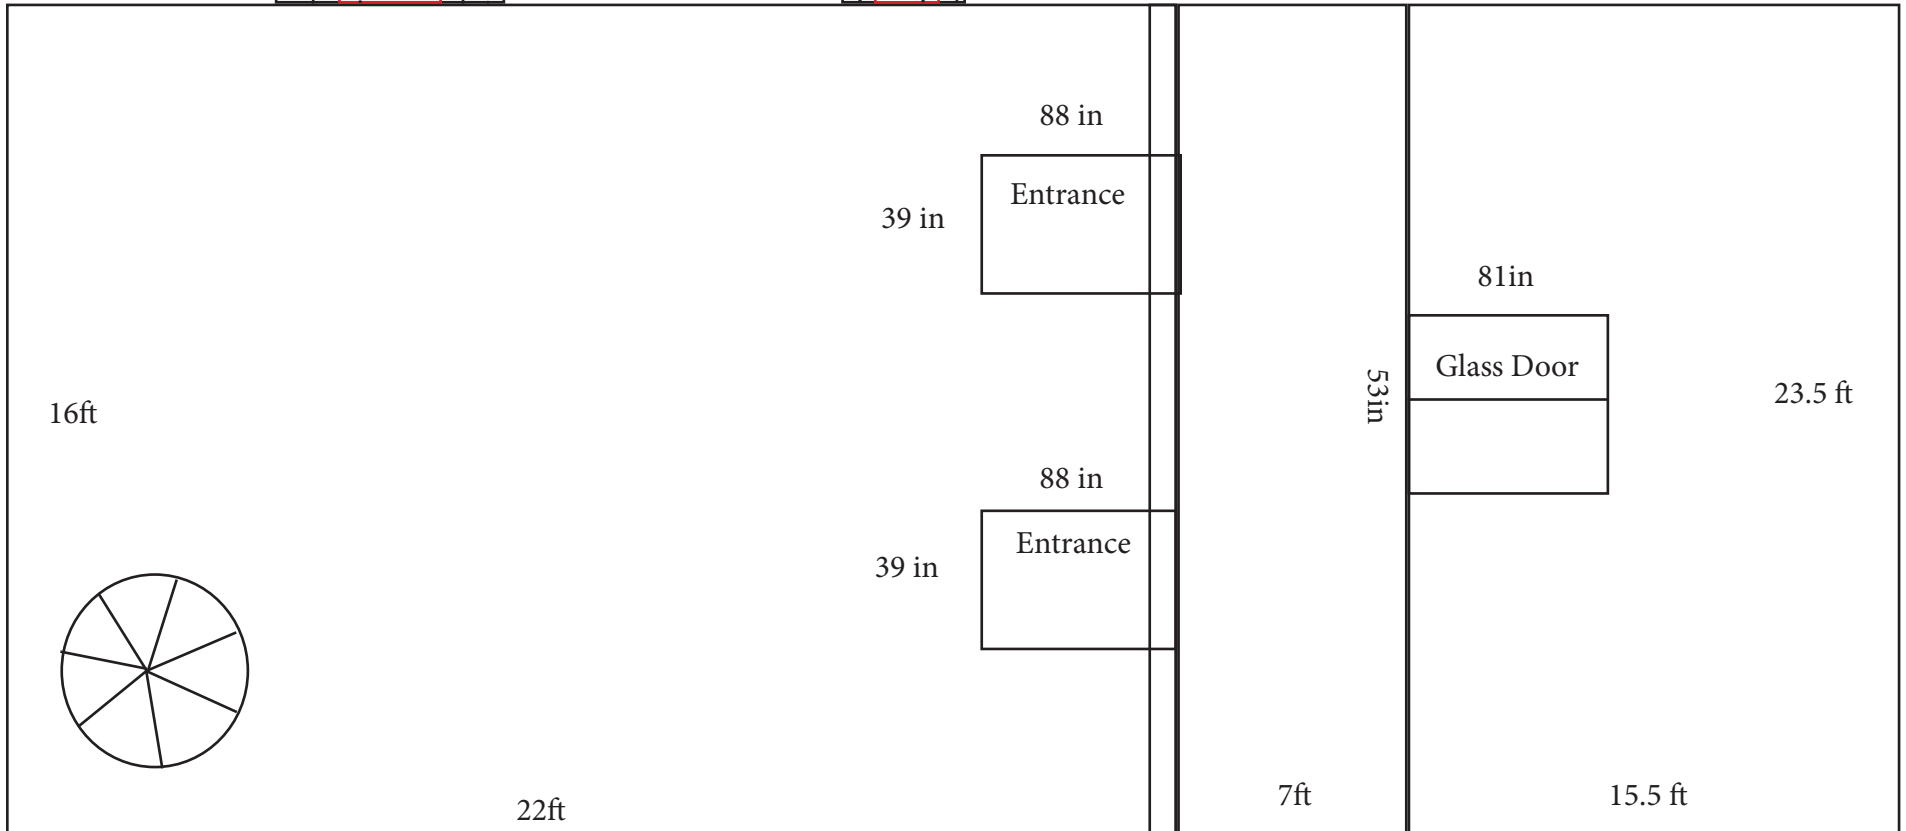 88 in
Entrance
39 in
81in
Glass Door
53in
23.5 ft
16ft
88 in
Entrance
39 in
7ft
15.5 ft
22ft